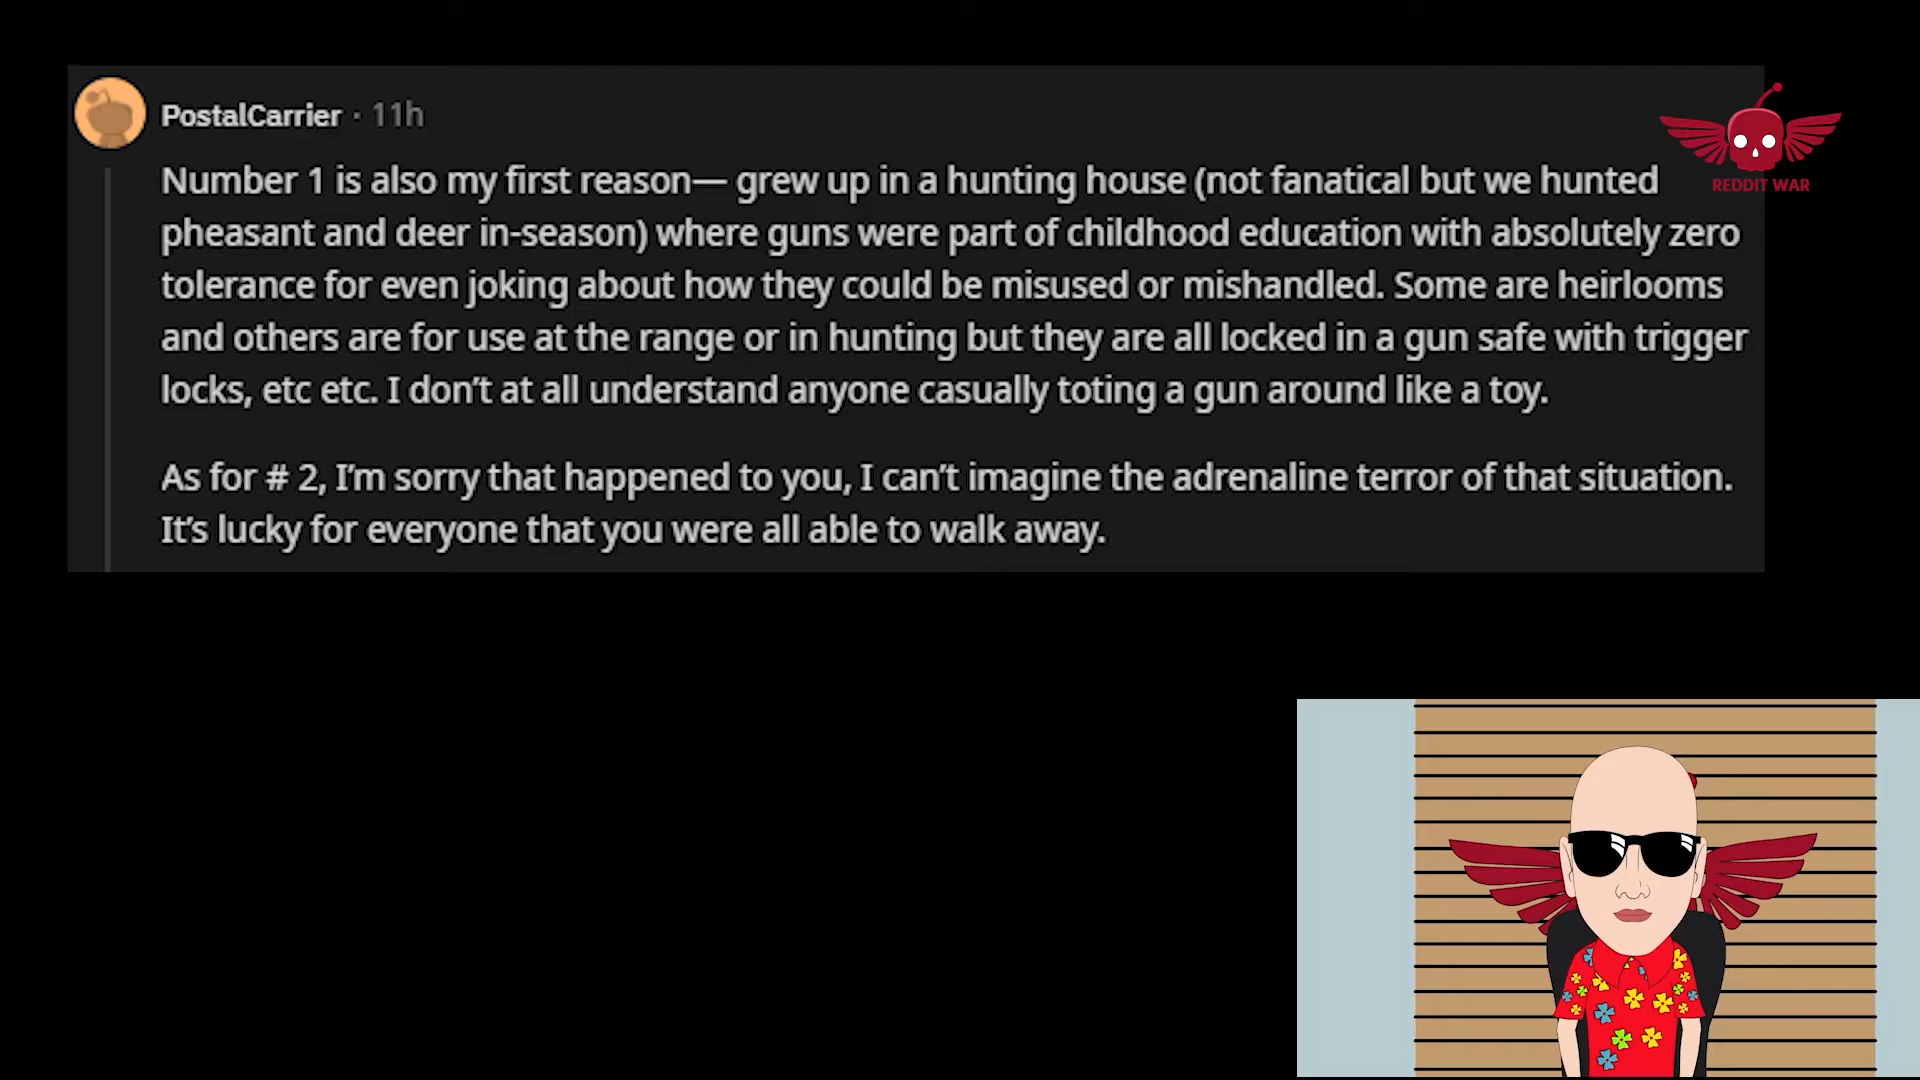 PostalCarrier · 11h
REDDIT WAR
Number 1 is also my first reason— grew up in a hunting house (not fanatical but we hunted
pheasant and deer in-season) where guns were part of childhood education with absolutely zero
tolerance for even joking about how they could be misused or mishandled. Some are heirlooms
and others are for use at the range or in hunting but they are all locked in a gun safe with trigger
locks, etc etc. I don’t at all understand anyone casually toting a gun around like a toy.
As for # 2, I’m sorry that happened to you, I can’t imagine the adrenaline terror of that situation.
It’s lucky for everyone that you were all able to walk away.